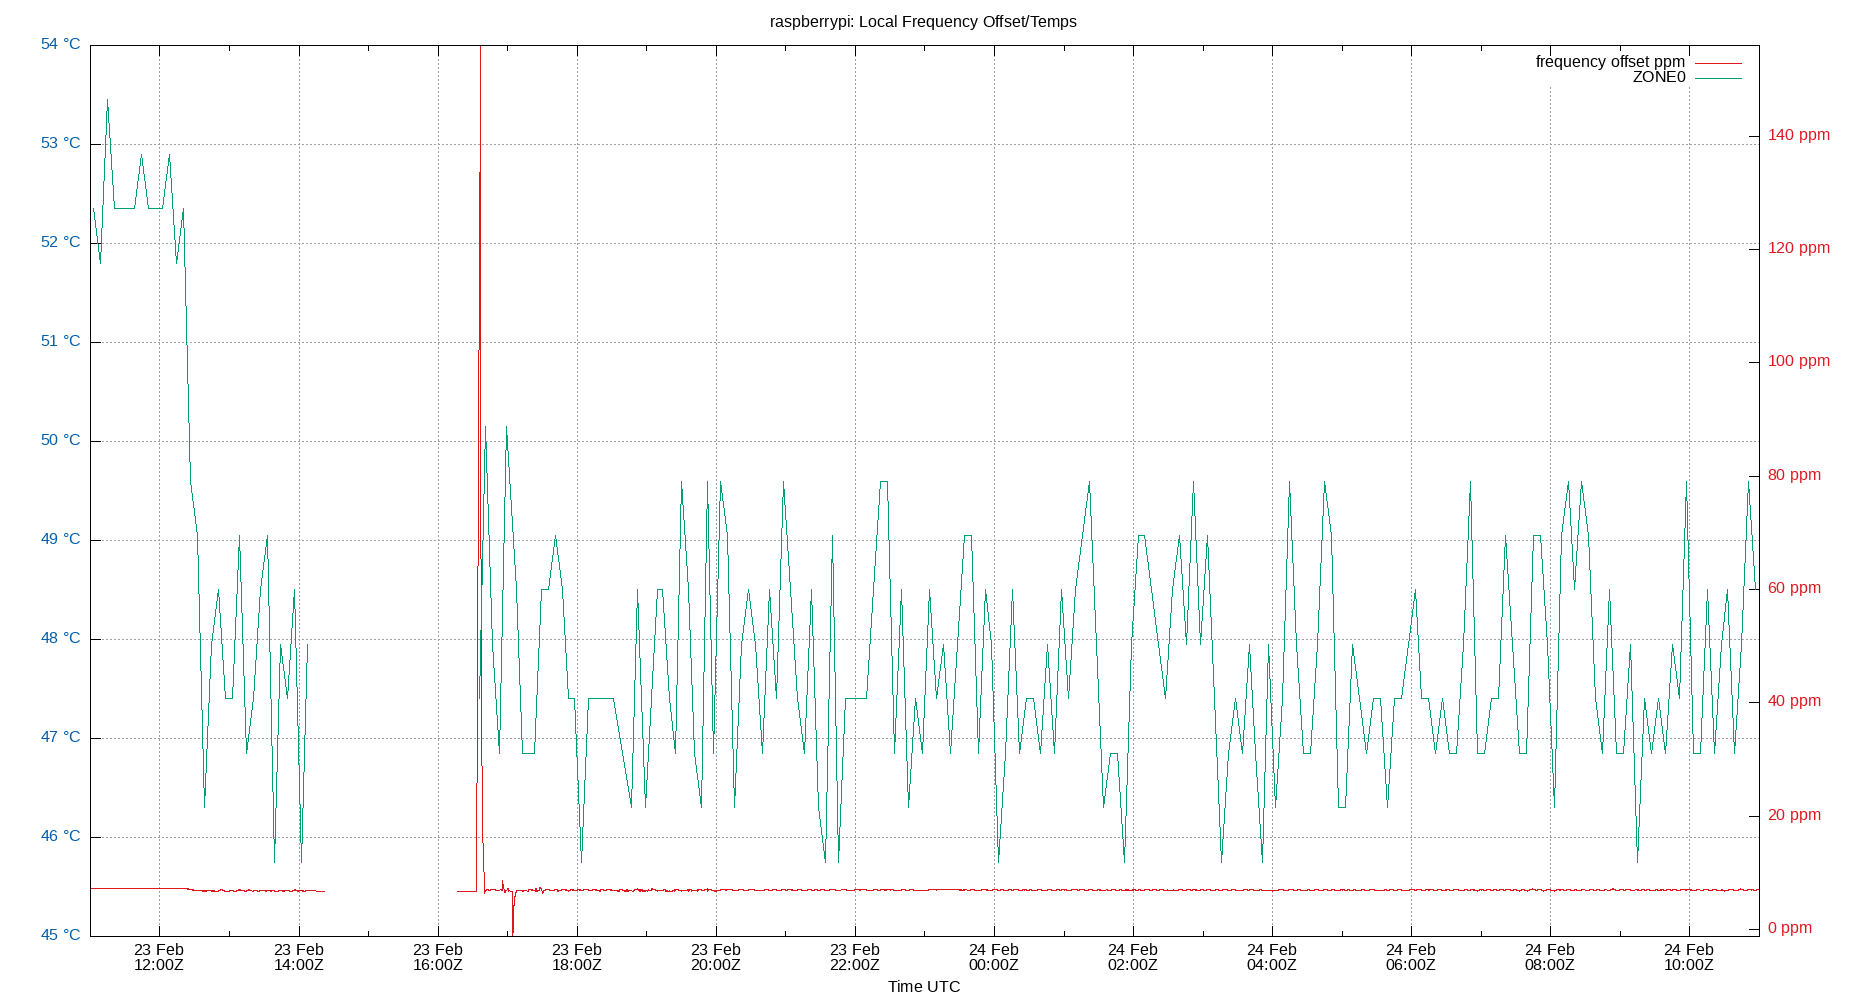 raspberrypi: Local Frequency Offset/Temps
frequency offset ppm
ZONE0
54 °C
53 °C
52 °C
51 °C
50 °C
49 °C
48 °C
47 °C
46 °C
45 °C
140 ppm
120 ppm
100 ppm
80 ppm
60 ppm
40 ppm
20 ppm
0 ppm
23 Feb
12:00Z
23 Feb
14:00Z
23 Feb
16:00Z
23 Feb
18:00Z
23 Feb
20:00Z
23 Feb
22:00Z
24 Feb
00:00Z
24 Feb
02:00Z
24 Feb
04:00Z
24 Feb
06:00Z
24 Feb
08:00Z
24 Feb
10:00Z
Time UTC